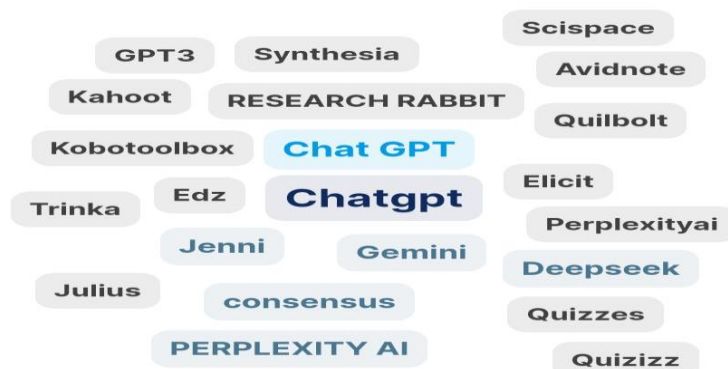 Scispace
GPT3
Synthesia
Avidnote
Kahoot
RESEARCH RABBIT
Quilbolt
Kobotoolbox
Chat GPT
Elicit
Edz
Chatgpt
Trinka
Perplexityai
Jenni
Gemini
Deepseek
Julius
consensus
Quizzes
PERPLEXITY AI
Quizizz